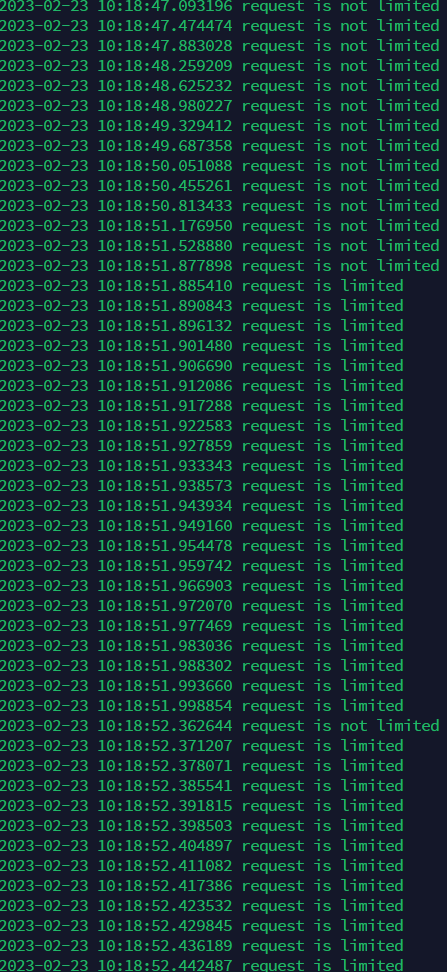 2023-02-23 10:18:47.093196 request is not limited
2023-02-23 10:18:47.474474 request is not limited
2023-02-23 10:18:47.883028 request is not limited
2023-02-23 10:18:48.259209 request is not limited
2023-02-23 10:18:48.625232 request is not limited
2023-02-23 10:18:48.980227 request is not limited
2023-02-23 10:18:49.329412 request is not limited
2023-02-23 10:18:49.687358 request is not limited
2023-02-23 10:18:50.051088 request is not limited
2023-02-23 10:18:50.455261 request is not limited
2023-02-23 10:18:50.813433 request is not limited
2023-02-23 10:18:51.176950 request is not limited
2023-02-23 10:18:51.528880 request is not limited
2023-02-23 10:18:51.877898 request is not limited
2023-02-23 10:18:51.885410 request is limited
2023-02-23 10:18:51.890843 request is limited
2023-02-23 10:18:51.896132 request is limited
2023-02-23 10:18:51.901480 request is limited
2023-02-23 10:18:51.906690 request is limited
2023-02-23 10:18:51.912086 request is limited
2023-02-23 10:18:51.917288 request is limited
2023-02-23 10:18:51.922583 request is limited
2023-02-23 10:18:51.927859 request is limited
2023-02-23 10:18:51.933343 request is limited
2023-02-23 10:18:51.938573 request is limited
2023-02-23 10:18:51.943934 request is limited
2023-02-23 10:18:51.949160 request is limited
2023-02-23 10:18:51.954478 request is limited
2023-02-23 10:18:51.959742 request is limited
2023-02-23 10:18:51.966903 request is limited
2023-02-23 10:18:51.972070 request is limited
2023-02-23 10:18:51.977469 request is limited
2023-02-23 10:18:51.983036 request is limited
2023-02-23 10:18:51.988302 request is limited
2023-02-23 10:18:51.993660 request is limited
2023-02-23 10:18:51.998854 request is limited
2023-02-23 10:18:52.362644 request is not limited
2023-02-23 10:18:52.371207 request is limited
2023-02-23 10:18:52.378071 request is limited
2023-02-23 10:18:52.385541 request is limited
2023-02-23 10:18:52.391815 request is limited
2023-02-23 10:18:52.398503 request is limited
2023-02-23 10:18:52.404897 request is limited
2023-02-23 10:18:52.411082 request is limited
2023-02-23 10:18:52.417386 request is limited
2023-02-23 10:18:52.423532 request is limited
2023-02-23 10:18:52.429845 request is limited
2023-02-23 10:18:52.436189 request is limited
2023-02-23 10:18:52.442487 request is limited